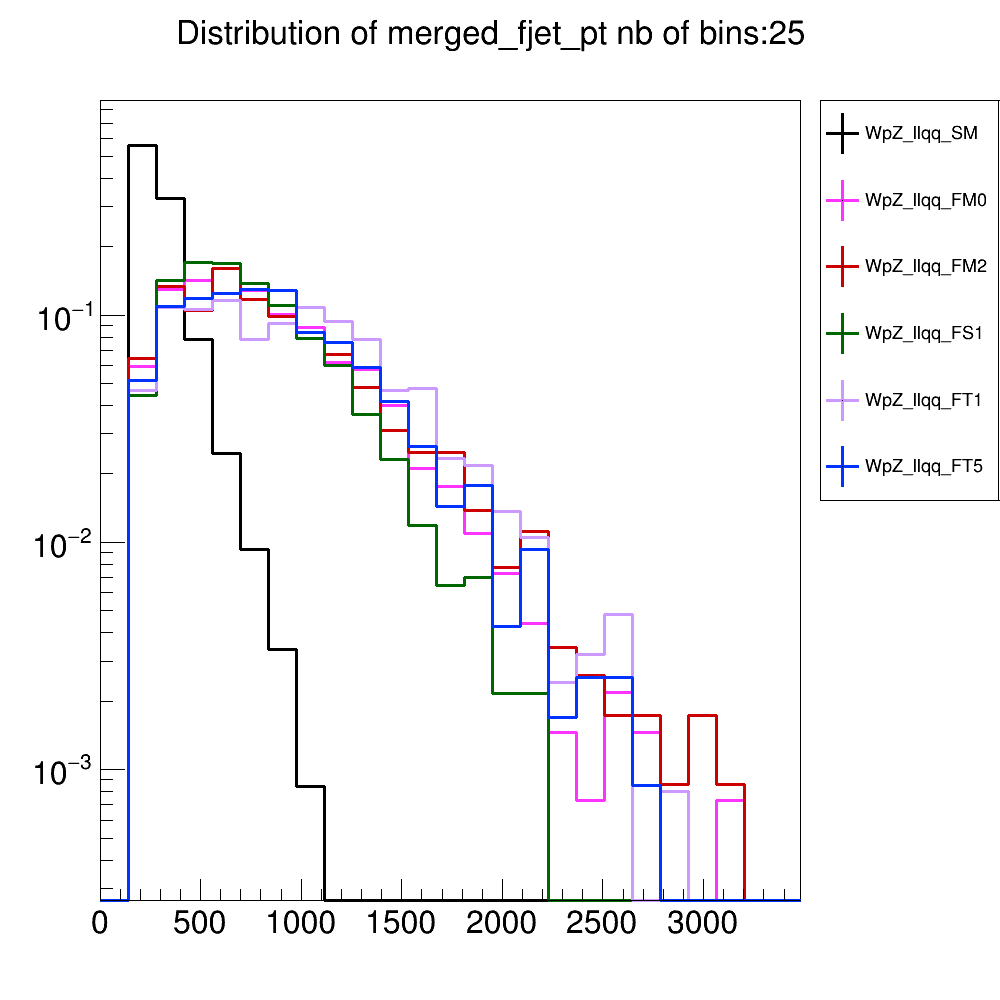 Distribution of merged_fjet_pt nb of bins:25
WpZ_llqq_SM
WpZ_llqq_FM0
WpZ_llqq_FM2
WpZ_llqq_FS1
WpZ_llqq_FT1
WpZ_llqq_FT5
10⁻¹
10⁻²
10⁻³
0 500 1000 1500 2000 2500 3000